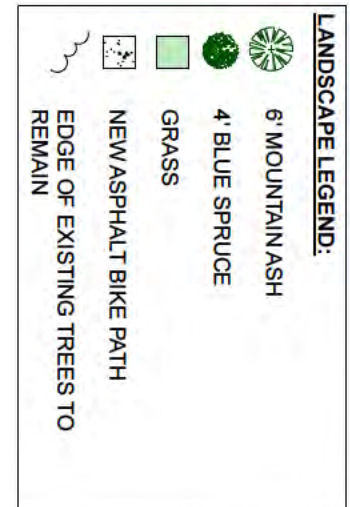 LANDSCAPE LEGEND:
6' MOUNTAIN ASH
4' BLUE SPRUCE
GRASS
NEW ASPHALT BIKE PATH
EDGE OF EXISTING TREES TO
REMAIN